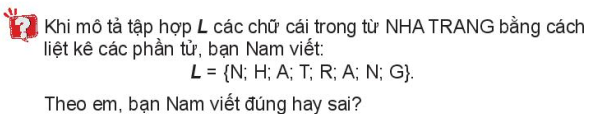 Khi mô tả tập hợp L các chữ cái trong từ NHA TRANG bằng cách
liệt kê các phần tử, bạn Nam viết:
L = {N; H; A; T; R; A; N; G}.
Theo em, bạn Nam viết đúng hay sai?